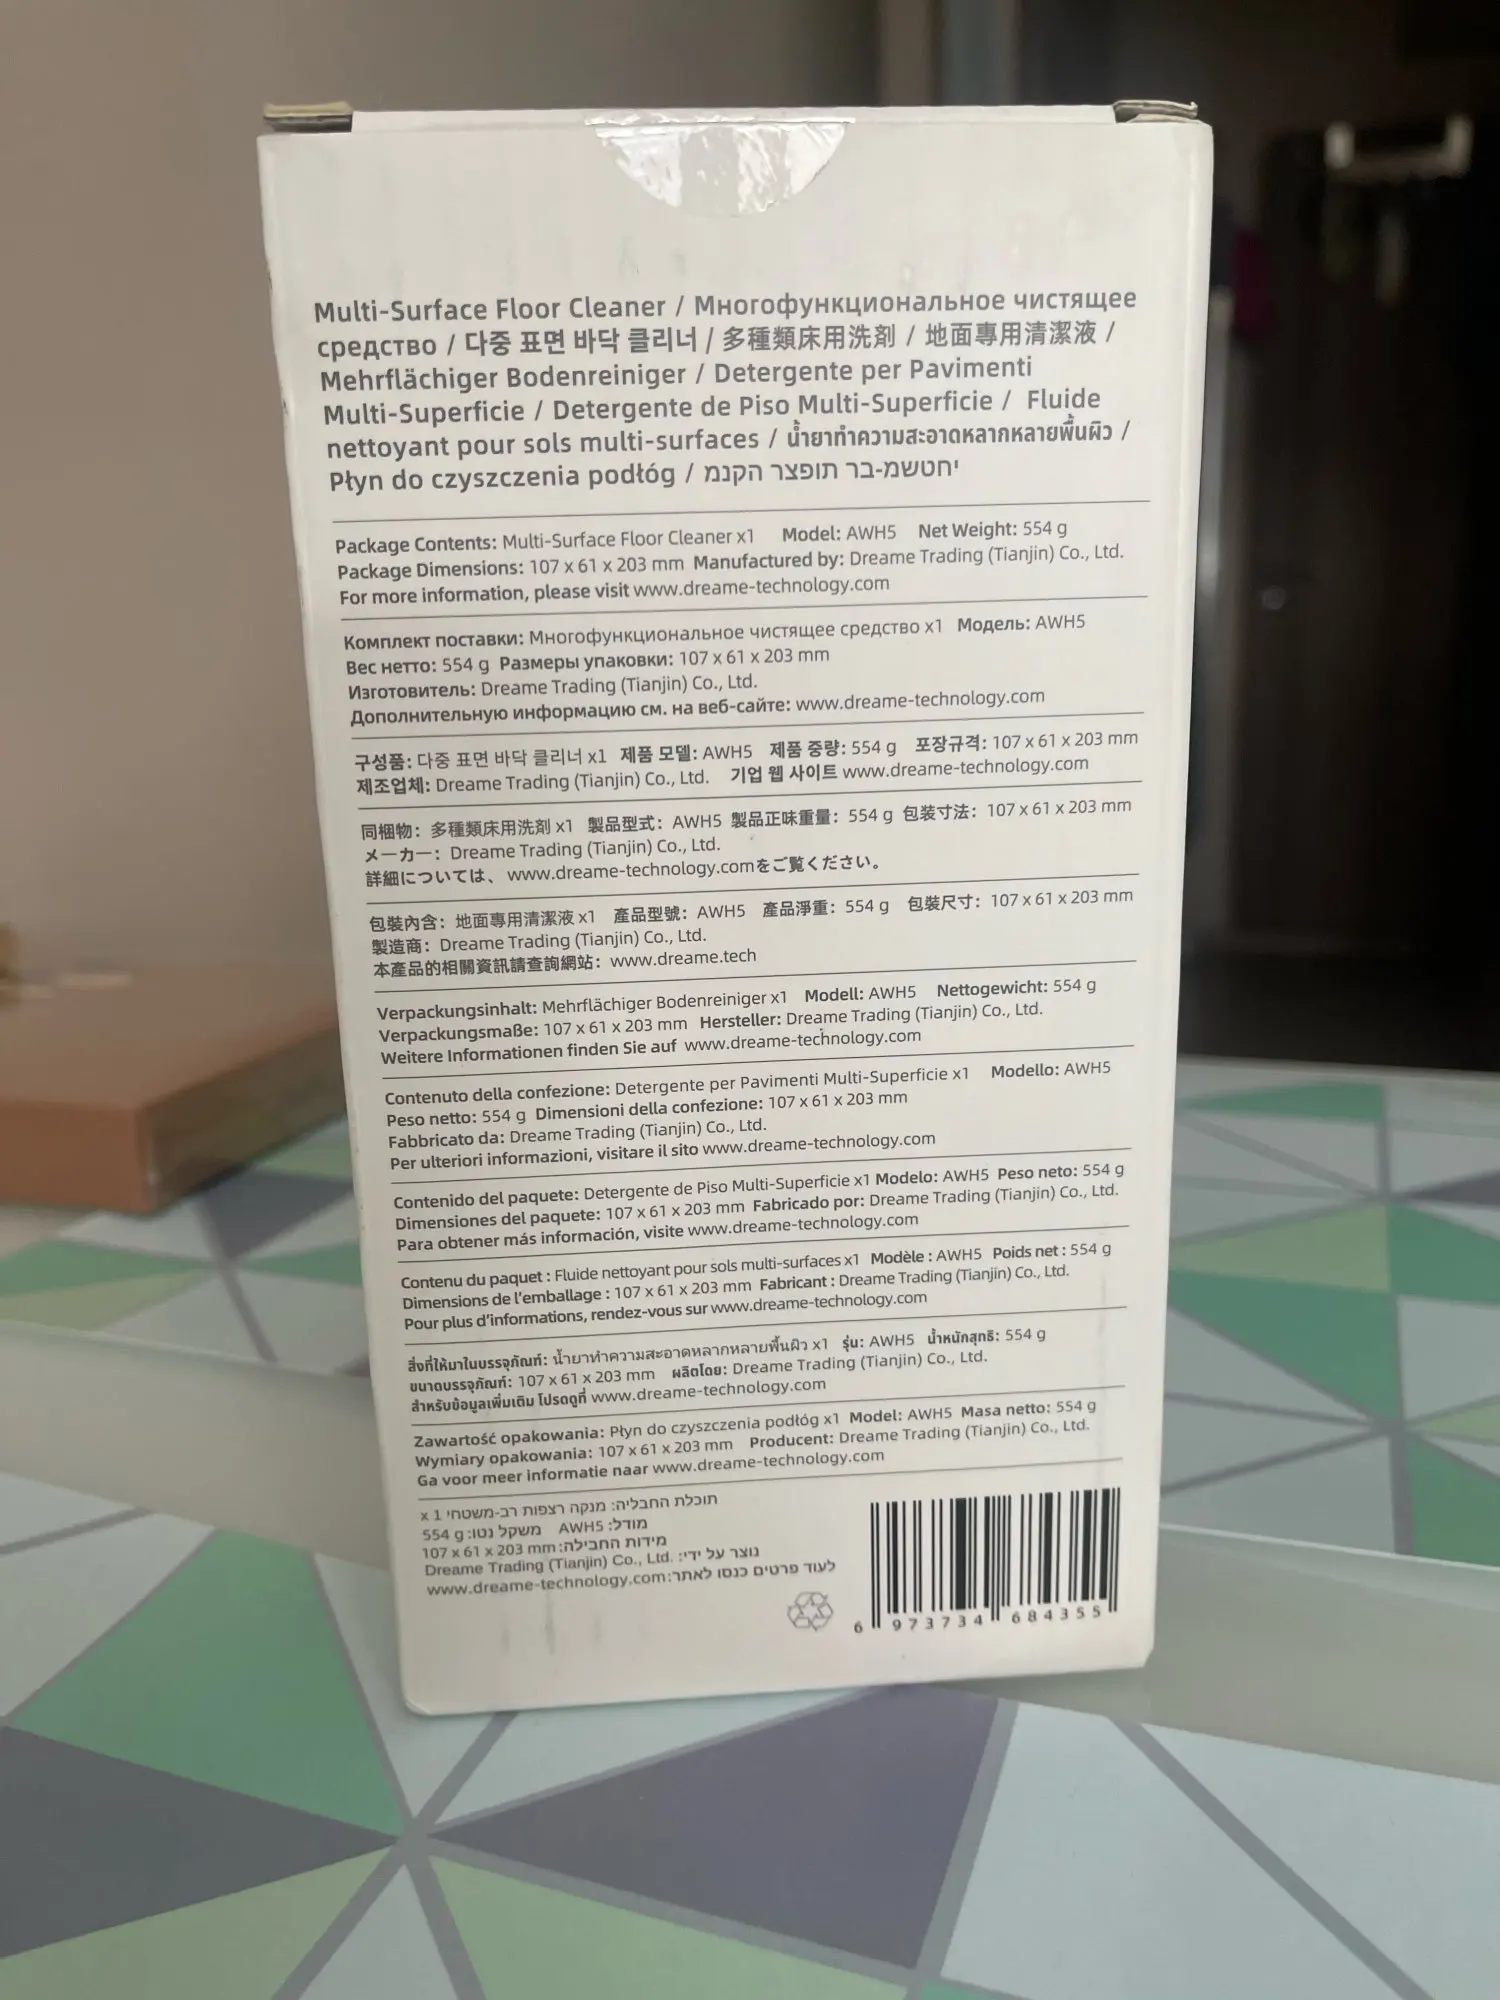 Multi-Surface Floor Cleaner / Многофункциональное чистящее
средство / 다중 표면 바닥 클리너 / 多種類床用洗剤 / 地面專用清潔液 /
Mehrflächiger Bodenreiniger / Detergente per Pavimenti
Multi-Superficie / Detergente de Piso Multi-Superficie / Fluide
nettoyant pour sols multi-surfaces / น้ำยาทำความสะอาดหลากหลายพื้นผิว /
Płyn do czyszczenia podłóg / יחטשמ-בר תופצר הקנמ
Package Contents: Multi-Surface Floor Cleaner x1 Model: AWH5 Net Weight: 554 g
Package Dimensions: 107 x 61 x 203 mm Manufactured by: Dreame Trading (Tianjin) Co., Ltd.
For more information, please visit www.dreame-technology.com
Комплект поставки: Многофункциональное чистящее средство x1 Модель: AWH5
Вес нетто: 554 g Размеры упаковки: 107 x 61 x 203 mm
Изготовитель: Dreame Trading (Tianjin) Co., Ltd.
Дополнительную информацию см. на веб-сайте: www.dreame-technology.com
구성품: 다중 표면 바닥 클리너 x1 제품 모델: AWH5 제품 중량: 554 g 포장규격: 107 x 61 x 203 mm
제조업체: Dreame Trading (Tianjin) Co., Ltd. 기업 웹 사이트 www.dreame-technology.com
同梱物：多種類床用洗剤 x1 製品型式：AWH5 製品正味重量：554 g 包装寸法：107 x 61 x 203 mm
メーカー：Dreame Trading (Tianjin) Co., Ltd.
詳細については、www.dreame-technology.comをご覧ください。
包裝內含：地面專用清潔液 x1 產品型號：AWH5 產品淨重：554 g 包裝尺寸：107 x 61 x 203 mm
製造商：Dreame Trading (Tianjin) Co., Ltd.
本產品的相關資訊請查詢網站：www.dreame.tech
Verpackungsinhalt: Mehrflächiger Bodenreiniger x1 Modell: AWH5 Nettogewicht: 554 g
Verpackungsmaße: 107 x 61 x 203 mm Hersteller: Dreame Trading (Tianjin) Co., Ltd.
Weitere Informationen finden Sie auf www.dreame-technology.com
Contenuto della confezione: Detergente per Pavimenti Multi-Superficie x1 Modello: AWH5
Peso netto: 554 g Dimensioni della confezione: 107 x 61 x 203 mm
Fabbricato da: Dreame Trading (Tianjin) Co., Ltd.
Per ulteriori informazioni, visitare il sito www.dreame-technology.com
Contenido del paquete: Detergente de Piso Multi-Superficie x1 Modelo: AWH5 Peso neto: 554 g
Dimensiones del paquete: 107 x 61 x 203 mm Fabricado por: Dreame Trading (Tianjin) Co., Ltd.
Para obtener más información, visite www.dreame-technology.com
Contenu du paquet : Fluide nettoyant pour sols multi-surfaces x1 Modèle : AWH5 Poids net : 554 g
Dimensions de l'emballage : 107 x 61 x 203 mm Fabricant : Dreame Trading (Tianjin) Co., Ltd.
Pour plus d'informations, rendez-vous sur www.dreame-technology.com
สิ่งที่ให้มาในบรรจุภัณฑ์: น้ำยาทำความสะอาดหลากหลายพื้นผิว x1 รุ่น: AWH5 น้ำหนักสุทธิ: 554 g
ขนาดบรรจุภัณฑ์: 107 x 61 x 203 mm ผลิตโดย: Dreame Trading (Tianjin) Co., Ltd.
สำหรับข้อมูลเพิ่มเติม โปรดดูที่ www.dreame-technology.com
Zawartość opakowania: Płyn do czyszczenia podłóg x1 Model: AWH5 Masa netto: 554 g
Wymiary opakowania: 107 x 61 x 203 mm Producent: Dreame Trading (Tianjin) Co., Ltd.
Ga voor meer informatie naar www.dreame-technology.com
תוכלת החבליה: מנקה רצפות רב-משטחי 1 x
מודל: AWH5 משקל נטו: 554 g
מידות החבילה: 107 x 61 x 203 mm
נוצר על ידי: Dreame Trading (Tianjin) Co., Ltd.
לעוד פרטים כנסו לאתר: www.dreame-technology.com
6 973734 684355